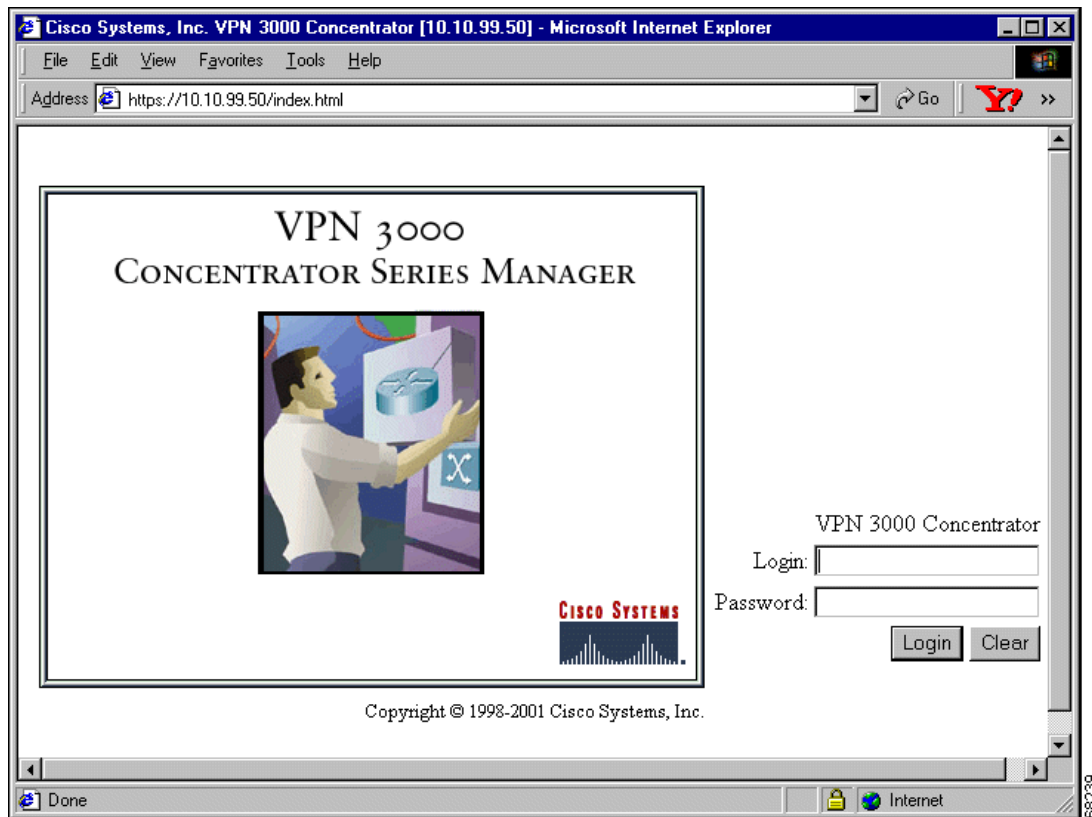 Cisco Systems, Inc. VPN 3000 Concentrator [10.10.99.50] - Microsoft Internet Explorer
File Edit View Favorites Tools Help
Address https://10.10.99.50/index.html Go Y! »
VPN 3000
CONCENTRATOR SERIES MANAGER
CISCO SYSTEMS
VPN 3000 Concentrator
Login:
Password:
Login Clear
Copyright © 1998-2001 Cisco Systems, Inc.
Done Internet
68239